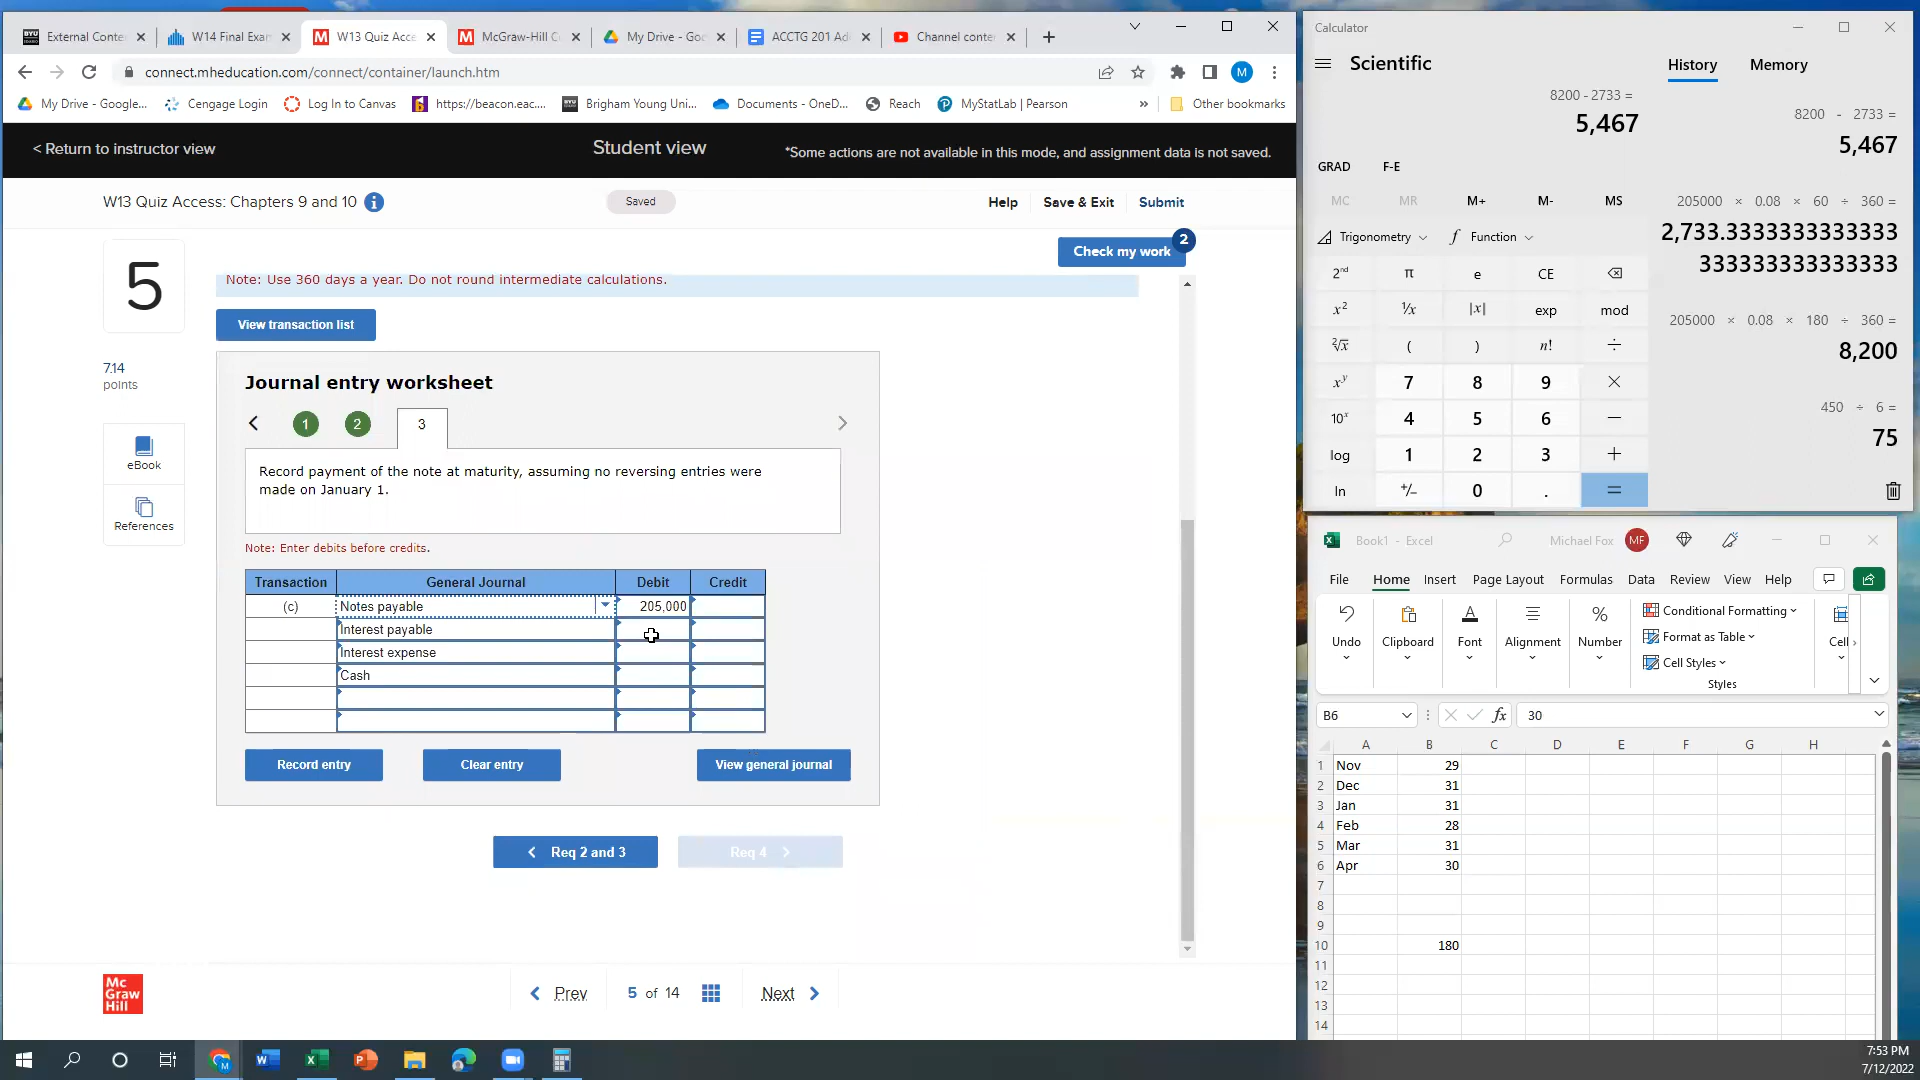 External Conte
W14 Final Exam
W13 Quiz Acce
McGraw-Hill C
My Drive - Goo
ACCTG 201 Ad
Channel conte
connect.mheducation.com/connect/container/launch.htm
M
My Drive - Google...
Cengage Login
Log In to Canvas
https://beacon.eac....
Brigham Young Uni...
Documents - OneD...
Reach
MyStatLab | Pearson
»
Other bookmarks
< Return to instructor view
Student view
*Some actions are not available in this mode, and assignment data is not saved.
W13 Quiz Access: Chapters 9 and 10
i
Saved
Help
Save & Exit
Submit
Check my work
2
5
7.14
points
eBook
References
Note: Use 360 days a year. Do not round intermediate calculations.
View transaction list
Journal entry worksheet
1
2
3
Record payment of the note at maturity, assuming no reversing entries were
made on January 1.
Note: Enter debits before credits.
Transaction General Journal Debit Credit
(c) Notes payable 205,000
Interest payable
Interest expense
Cash
Record entry
Clear entry
View general journal
< Req 2 and 3
Req 4 >
Mc
Graw
Hill
< Prev
5 of 14
Next >
Calculator
Scientific
History
Memory
8200 - 2733 =
5,467
GRAD
F-E
MC MR M+ M- MS
Trigonometry
f Function
2nd π e CE
x² ¹/x |x| exp mod
²√x ( ) n! ÷
xʸ 7 8 9 ×
10ˣ 4 5 6 −
log 1 2 3 +
ln +/− 0 . =
8200 - 2733 =
5,467
205000 × 0.08 × 60 ÷ 360 =
2,733.3333333333333
333333333333333
205000 × 0.08 × 180 ÷ 360 =
8,200
450 ÷ 6 =
75
Book1 - Excel
Michael Fox
MF
File Home Insert Page Layout Formulas Data Review View Help
Undo
Clipboard
Font
Alignment
Number
Conditional Formatting
Format as Table
Cell Styles
Styles
Cell
B6
fx
30
A B C D E F G H
1 Nov 29
2 Dec 31
3 Jan 31
4 Feb 28
5 Mar 31
6 Apr 30
7
8
9
10 180
11
12
13
14
7:53 PM
7/12/2022